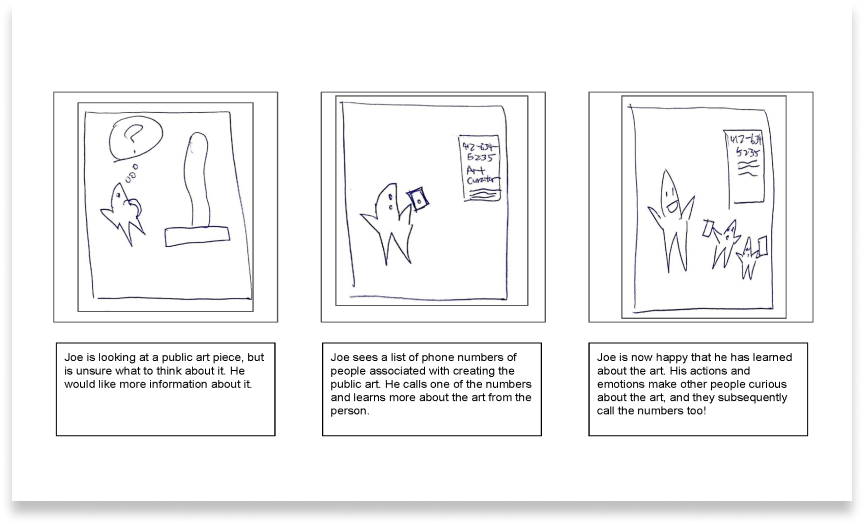 ?
412-634
5235
Art
Curator
412-634
5235
Joe is looking at a public art piece, but
is unsure what to think about it. He
would like more information about it.
Joe sees a list of phone numbers of
people associated with creating the
public art. He calls one of the numbers
and learns more about the art from the
person.
Joe is now happy that he has learned
about the art. His actions and
emotions make other people curious
about the art, and they subsequently
call the numbers too!